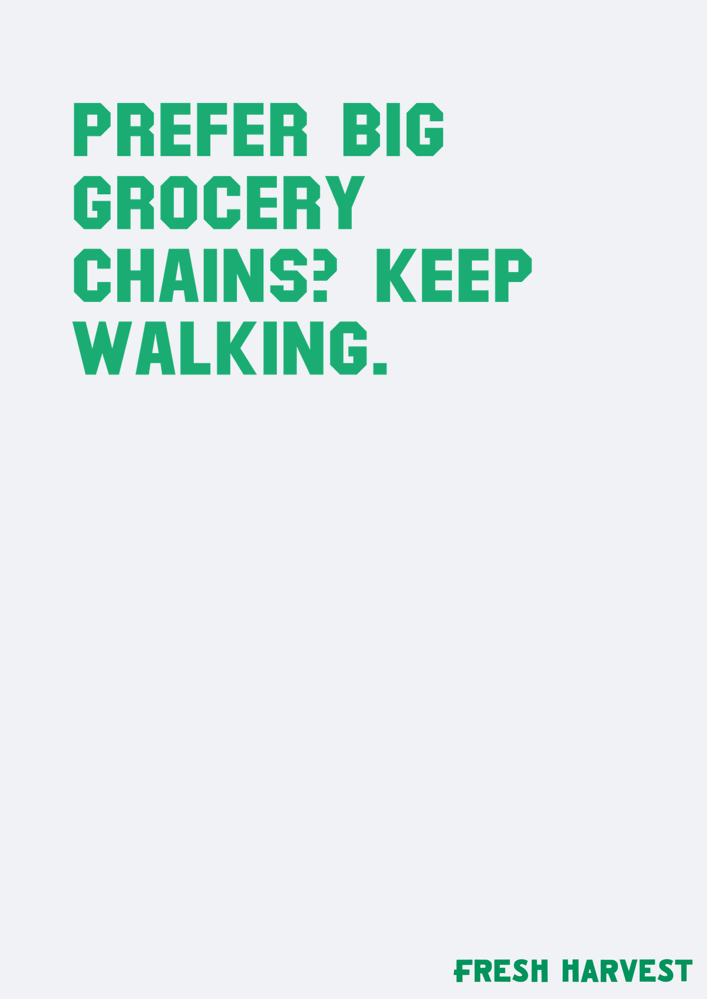 PREFER BIG
GROCERY
CHAINS? KEEP
WALKING.
FRESH HARVEST